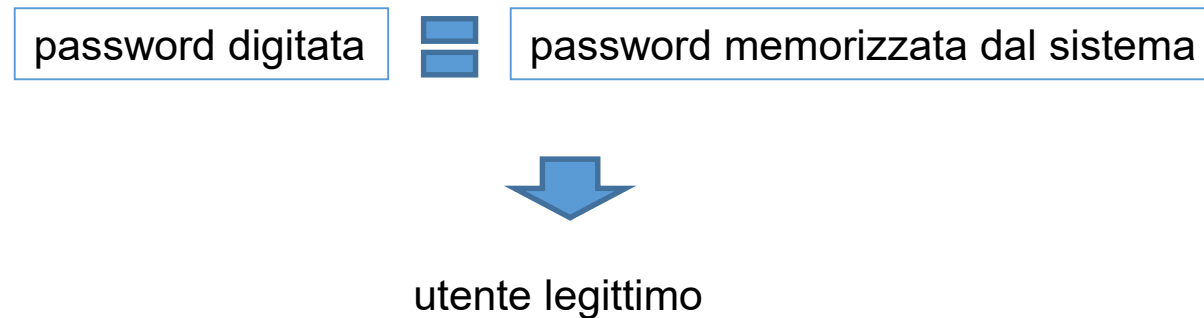 password digitata
password memorizzata dal sistema
utente legittimo